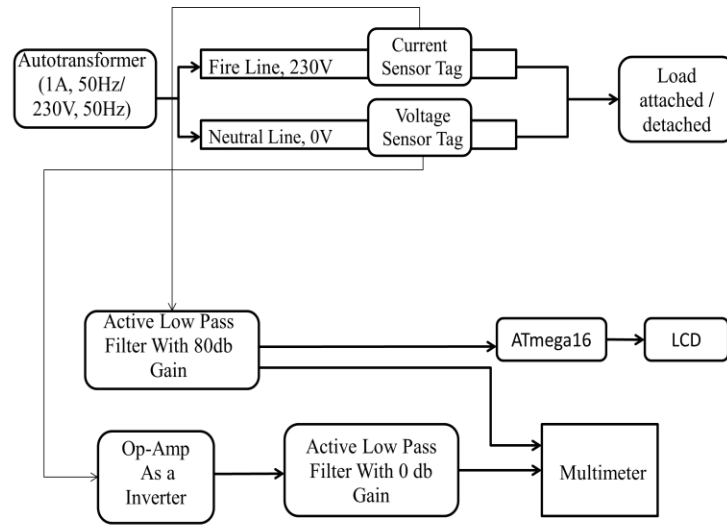 Autotransformer
(1A, 50Hz/
230V, 50Hz)
Fire Line, 230V
Current
Sensor Tag
Neutral Line, 0V
Voltage
Sensor Tag
Load
attached /
detached
Active Low Pass
Filter With 80db
Gain
ATmega16
LCD
Op-Amp
As a
Inverter
Active Low Pass
Filter With 0 db
Gain
Multimeter